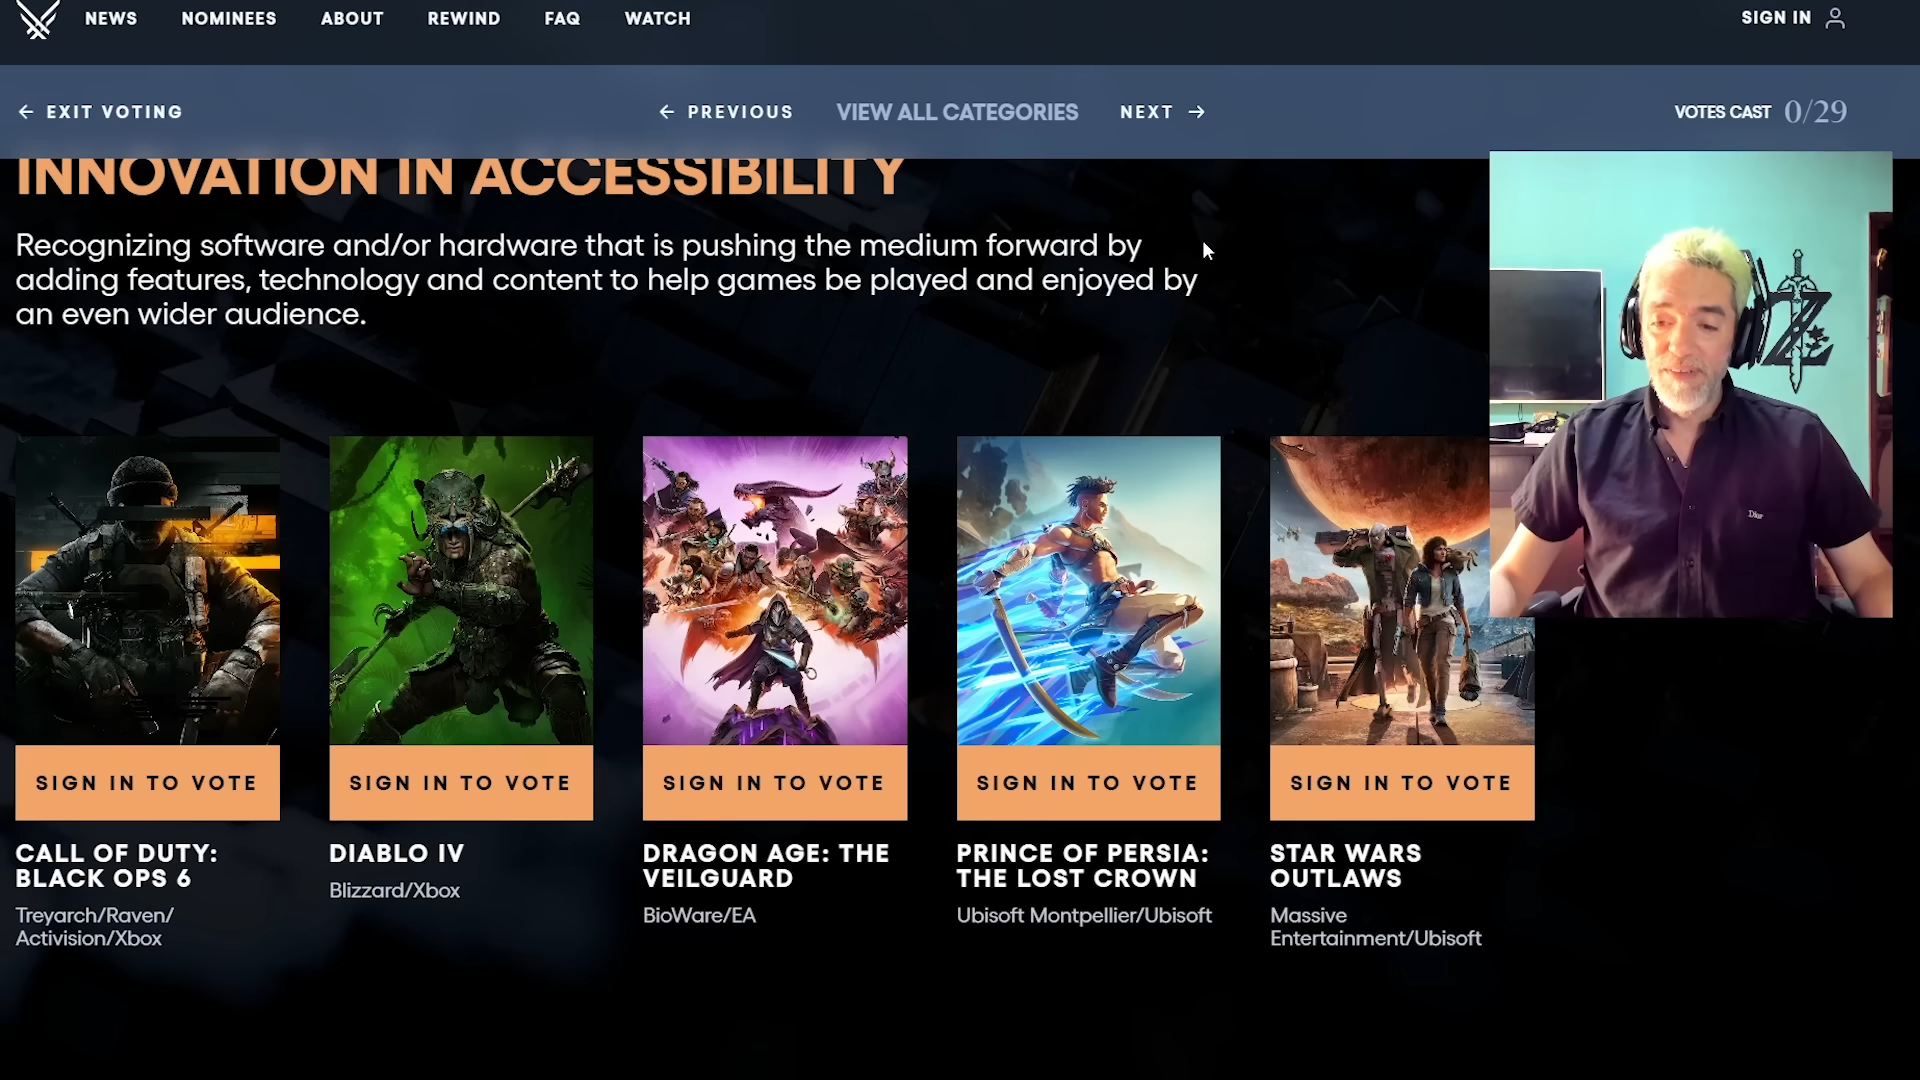 NEWS NOMINEES ABOUT REWIND FAQ WATCH SIGN IN
EXIT VOTING PREVIOUS VIEW ALL CATEGORIES NEXT VOTES CAST 0/29
INNOVATION IN ACCESSIBILITY
Recognizing software and/or hardware that is pushing the medium forward by
adding features, technology and content to help games be played and enjoyed by
an even wider audience.
Z
Dior
SIGN IN TO VOTE SIGN IN TO VOTE SIGN IN TO VOTE SIGN IN TO VOTE SIGN IN TO VOTE
CALL OF DUTY:
BLACK OPS 6
Treyarch/Raven/
Activision/Xbox
DIABLO IV
Blizzard/Xbox
DRAGON AGE: THE
VEILGUARD
BioWare/EA
PRINCE OF PERSIA:
THE LOST CROWN
Ubisoft Montpellier/Ubisoft
STAR WARS
OUTLAWS
Massive
Entertainment/Ubisoft